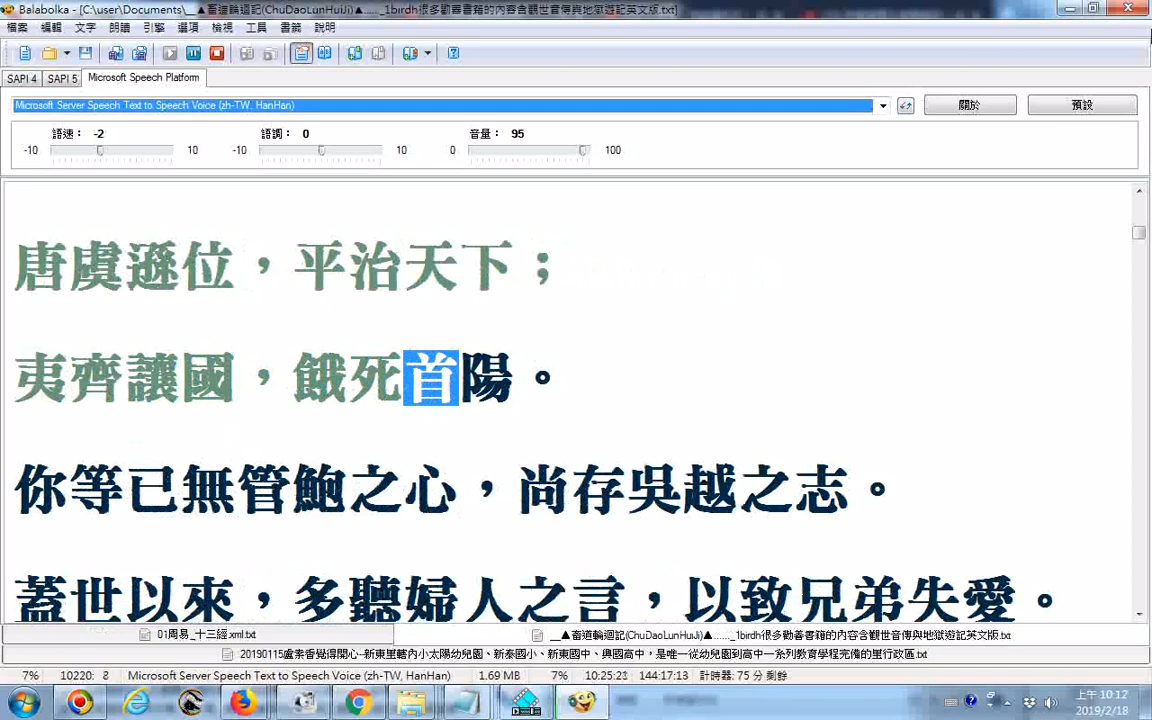 Balabolka - [C:\user\Documents\__▲畜道輪迴記(ChuDaoLunHuiJi)▲......_1birdh很多勸善書籍的內容含觀世音傳與地獄遊記英文版.txt]
檔案 編輯 文字 朗讀 引擎 選項 檢視 工具 書籤 說明
SAPI 4 SAPI 5 Microsoft Speech Platform
Microsoft Server Speech Text to Speech Voice (zh-TW, HanHan) 關於 預設
語速： -2 語調： 0 音量： 95
-10 10 -10 10 0 100
唐虞遜位，平治天下；
夷齊讓國，餓死首陽。
你等已無管鮑之心，尚存吳越之志。
蓋世以來，多聽婦人之言，以致兄弟失愛。
01周易_十三經.xml.txt __▲畜道輪迴記(ChuDaoLunHuiJi)▲......_1birdh很多勸善書籍的內容含觀世音傳與地獄遊記英文版.txt
20190115盧素香覺得開心--新東里轄內小太陽幼兒園、新泰國小、新東國中、興國高中，是唯一從幼兒園到高中一系列教育學程完備的里行政區.txt
7% 10220: 8 Microsoft Server Speech Text to Speech Voice (zh-TW, HanHan) 1.69 MB 7% 10:25:21 144:17:13 計時器: 75 分 剩餘
上午 10:12
2019/2/18